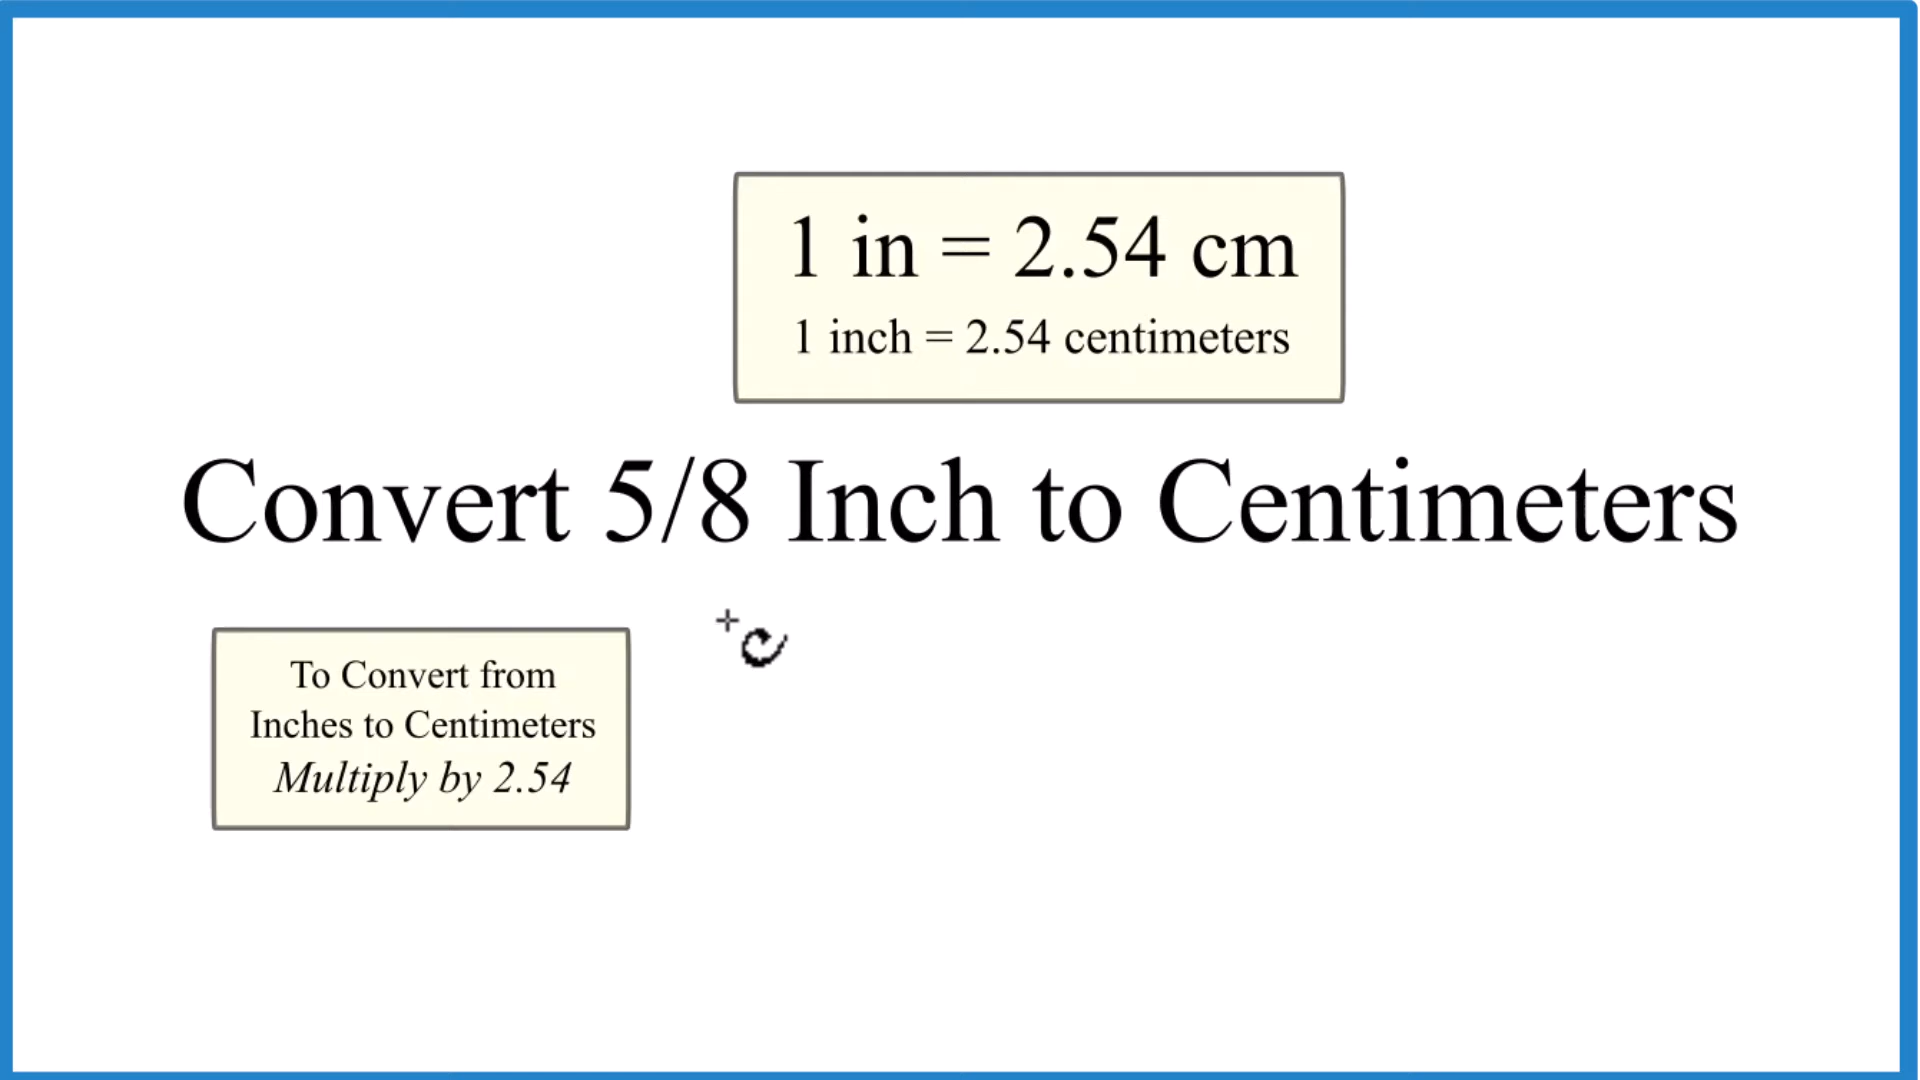 1 in = 2.54 cm
1 inch = 2.54 centimeters
Convert 5/8 Inch to Centimeters
To Convert from
Inches to Centimeters
Multiply by 2.54